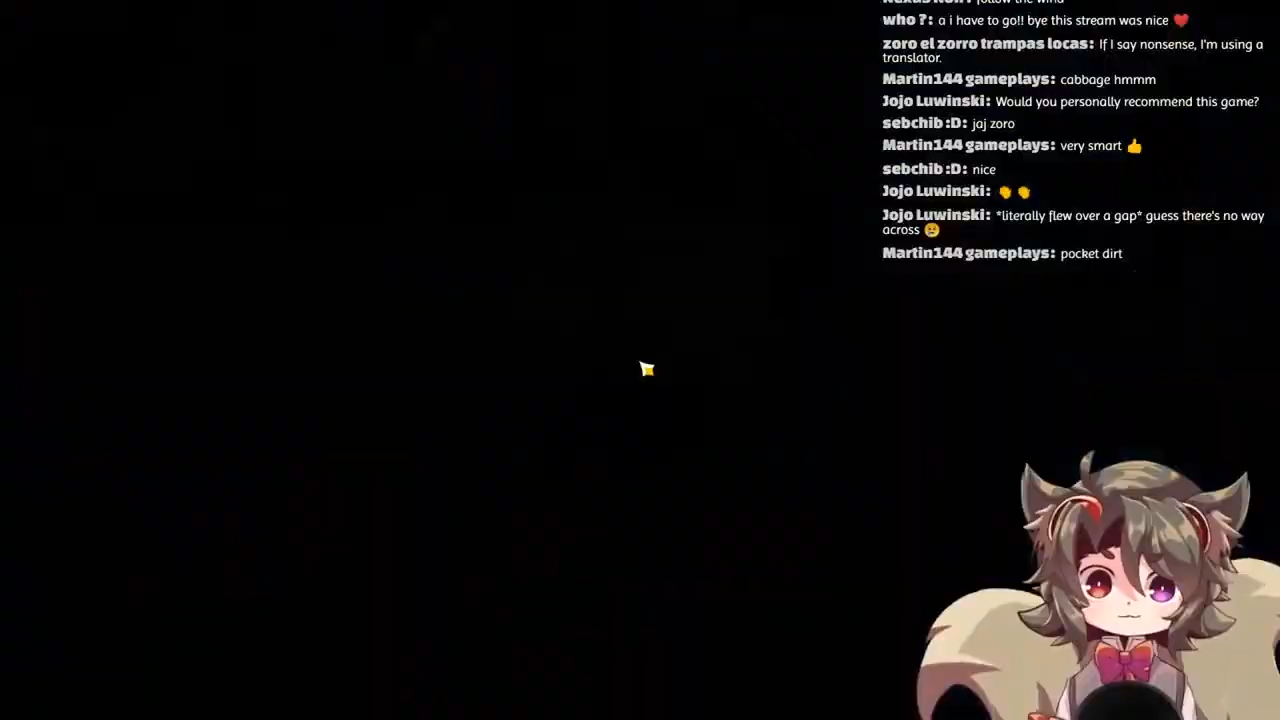 who ?: a i have to go!! bye this stream was nice ❤️
zoro el zorro trampas locas: If I say nonsense, I'm using a
translator.
Martin144 gameplays: cabbage hmmm
Jojo Luwinski: Would you personally recommend this game?
sebchib :D: jaj zoro
Martin144 gameplays: very smart 👍
sebchib :D: nice
Jojo Luwinski: 👏 👏
Jojo Luwinski: *literally flew over a gap* guess there's no way
across 😢
Martin144 gameplays: pocket dirt